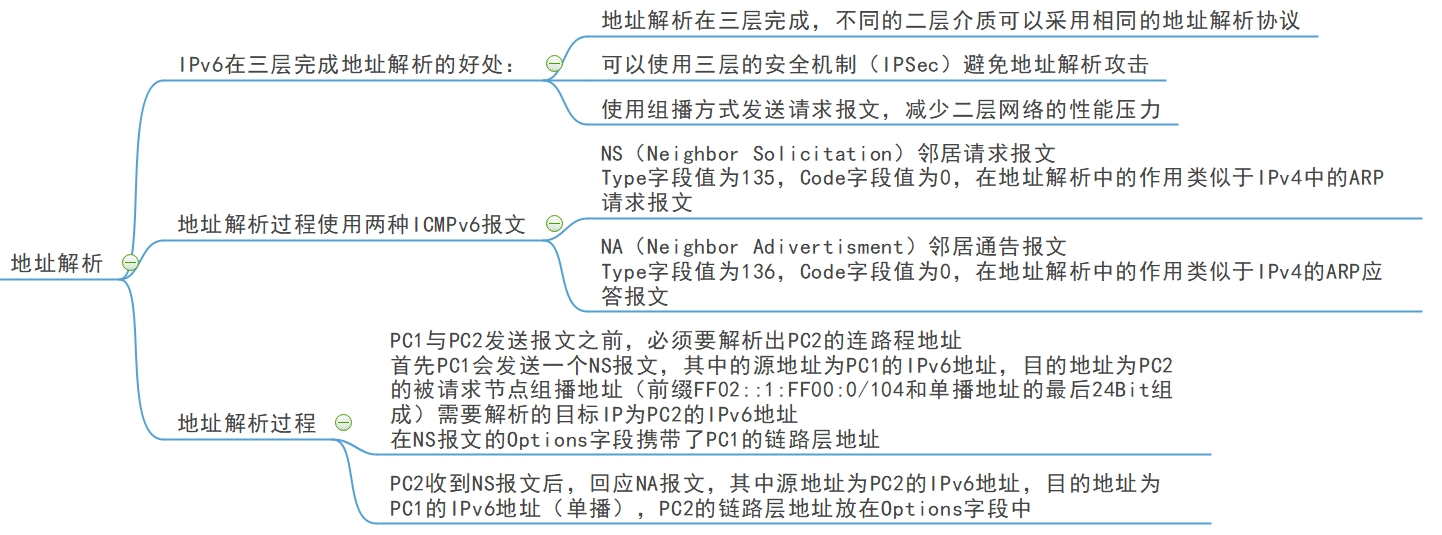 地址解析
IPv6在三层完成地址解析的好处：
地址解析在三层完成，不同的二层介质可以采用相同的地址解析协议
可以使用三层的安全机制（IPSec）避免地址解析攻击
使用组播方式发送请求报文，减少二层网络的性能压力
地址解析过程使用两种ICMPv6报文
NS（Neighbor Solicitation）邻居请求报文
Type字段值为135，Code字段值为0，在地址解析中的作用类似于IPv4中的ARP
请求报文
NA（Neighbor Adivertisment）邻居通告报文
Type字段值为136，Code字段值为0，在地址解析中的作用类似于IPv4的ARP应
答报文
地址解析过程
PC1与PC2发送报文之前，必须要解析出PC2的连路程地址
首先PC1会发送一个NS报文，其中的源地址为PC1的IPv6地址，目的地址为PC2
的被请求节点组播地址（前缀FF02::1:FF00:0/104和单播地址的最后24Bit组
成）需要解析的目标IP为PC2的IPv6地址
在NS报文的Options字段携带了PC1的链路层地址
PC2收到NS报文后，回应NA报文，其中源地址为PC2的IPv6地址，目的地址为
PC1的IPv6地址（单播），PC2的链路层地址放在Options字段中